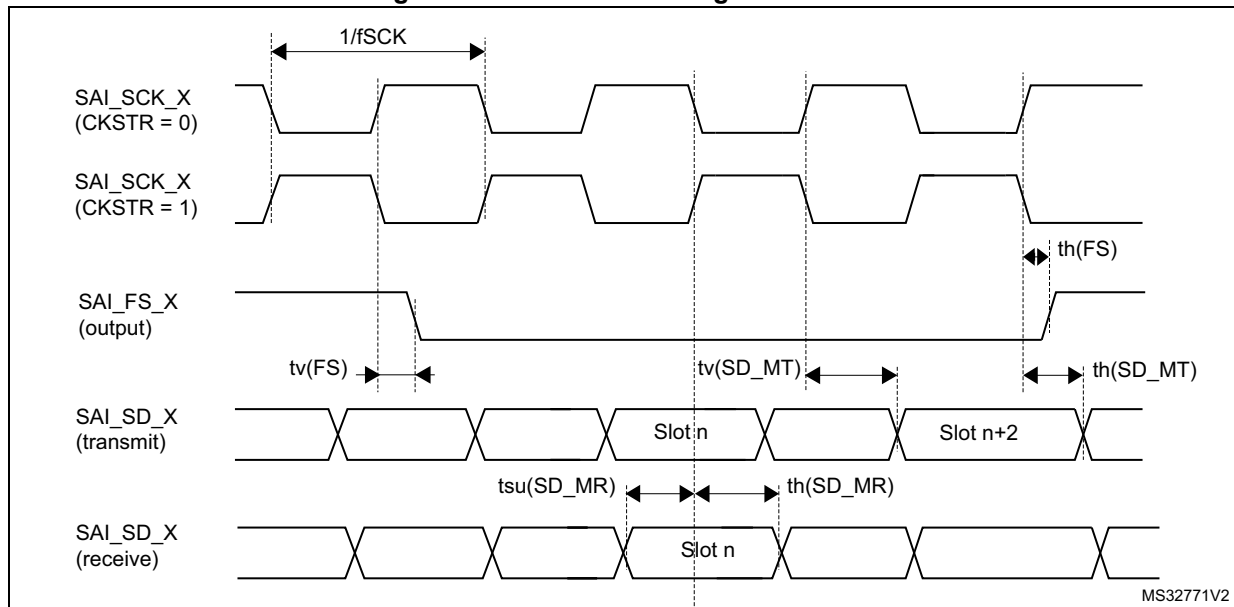 1/fSCK
SAI_SCK_X
(CKSTR = 0)
SAI_SCK_X
(CKSTR = 1)
th(FS)
SAI_FS_X
(output)
tv(FS)
tv(SD_MT)
th(SD_MT)
SAI_SD_X
(transmit)
Slot n
Slot n+2
tsu(SD_MR)
th(SD_MR)
SAI_SD_X
(receive)
Slot n
MS32771V2